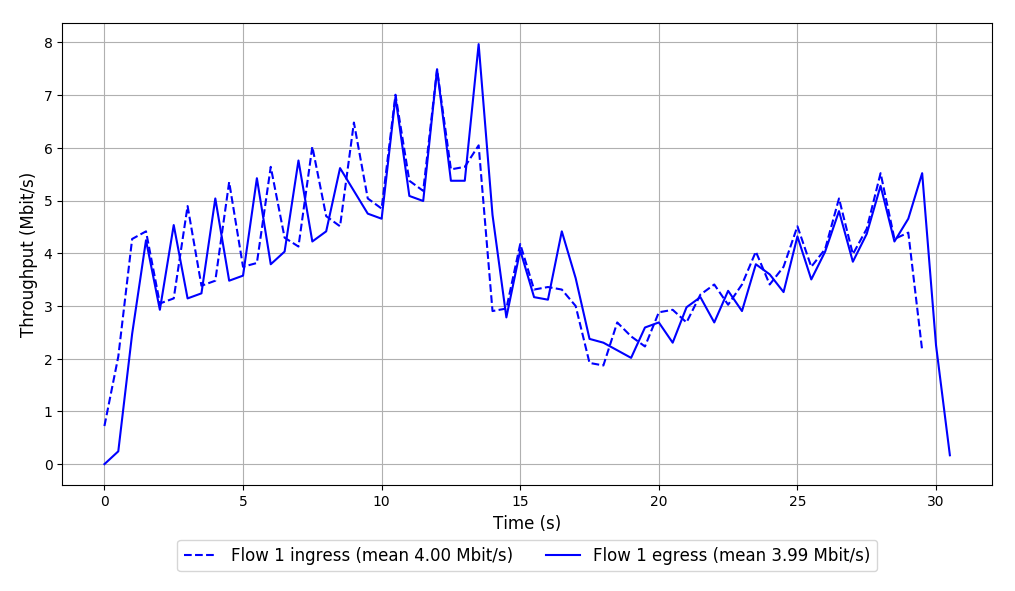 Throughput (Mbit/s)
8
7
6
5
4
3
2
1
0
0 5 10 15 20 25 30
Time (s)
Flow 1 ingress (mean 4.00 Mbit/s) Flow 1 egress (mean 3.99 Mbit/s)